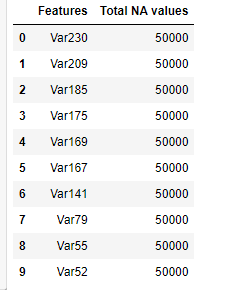 Features Total NA values
0 Var230 50000
1 Var209 50000
2 Var185 50000
3 Var175 50000
4 Var169 50000
5 Var167 50000
6 Var141 50000
7 Var79 50000
8 Var55 50000
9 Var52 50000